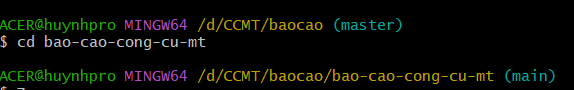 ACER@huynhpro MINGW64 /d/CCMT/baocao (master)
$ cd bao-cao-cong-cu-mt
ACER@huynhpro MINGW64 /d/CCMT/baocao/bao-cao-cong-cu-mt (main)
$